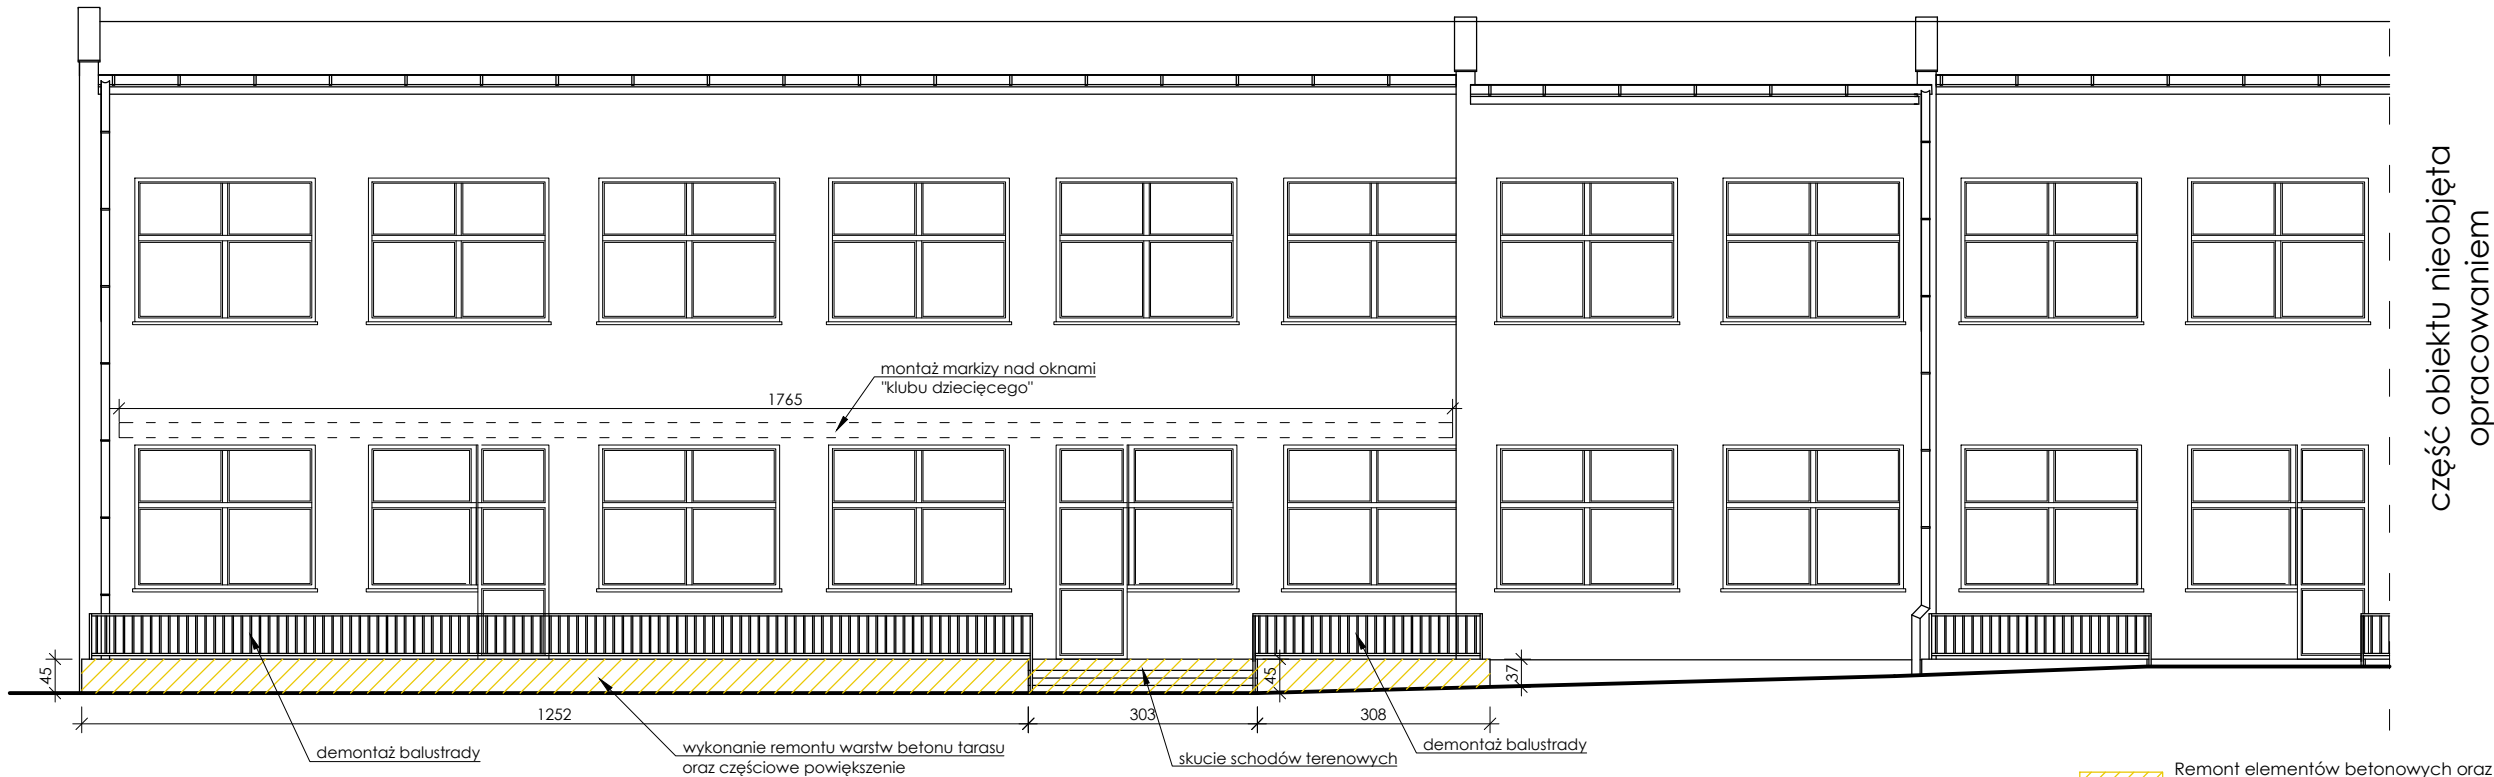 montaż markizy nad oknami
"klubu dziecięcego"
1765
część obiektu nieobjęta
opracowaniem
45
45
37
1252
303
308
demontaż balustrady
wykonanie remontu warstw betonu tarasu
oraz częściowe powiększenie
skucie schodów terenowych
demontaż balustrady
Remont elementów betonowych oraz